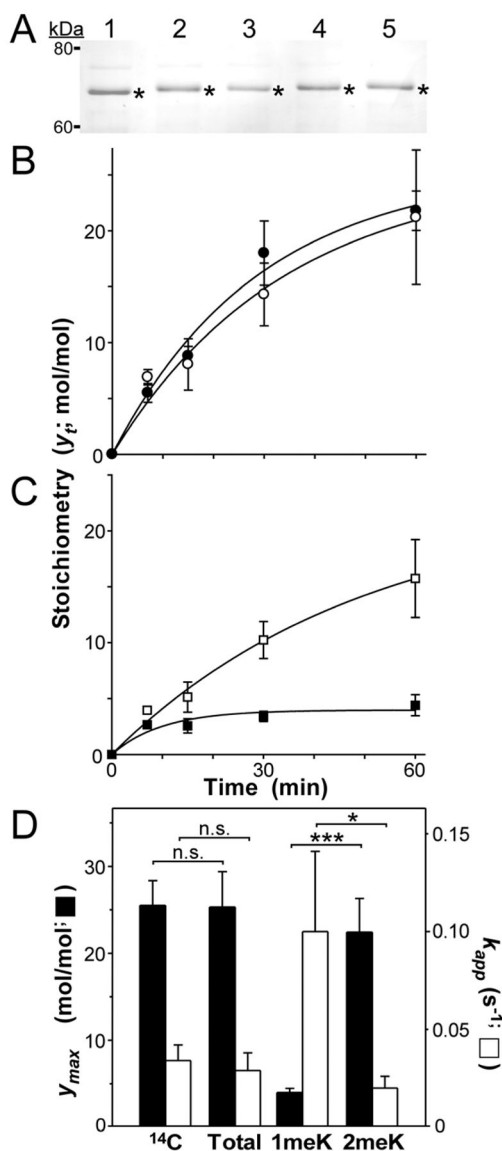 A kDa 1 2 3 4 5
80
* * * * *
60
B
20
10
0
Stoichiometry (yt; mol/mol)
C
20
10
0
0 30 60
Time (min)
D
n.s. *
n.s. ***
30 0.15
20 0.10
10 0.05
0 0
ymax (mol/mol; ■)
kapp (s-1; □)
14C Total 1meK 2meK